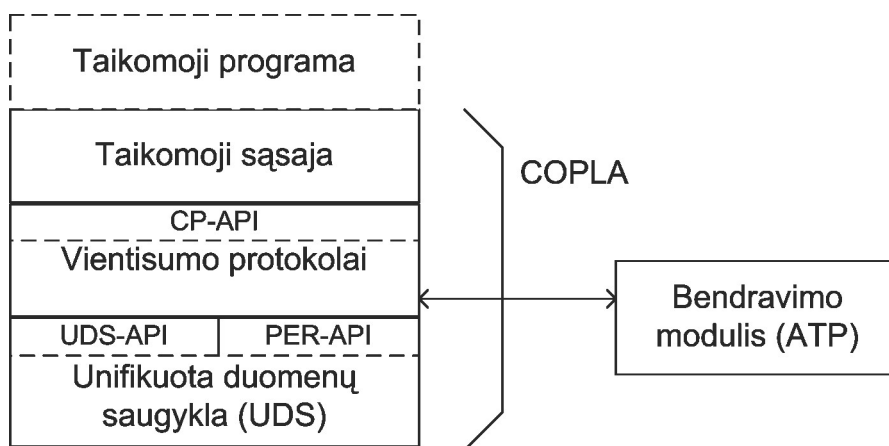 Taikomoji programa
Taikomoji sąsaja
COPLA
CP-API
Vientisumo protokolai
Bendravimo
modulis (ATP)
UDS-API
PER-API
Unifikuota duomenų
saugykla (UDS)